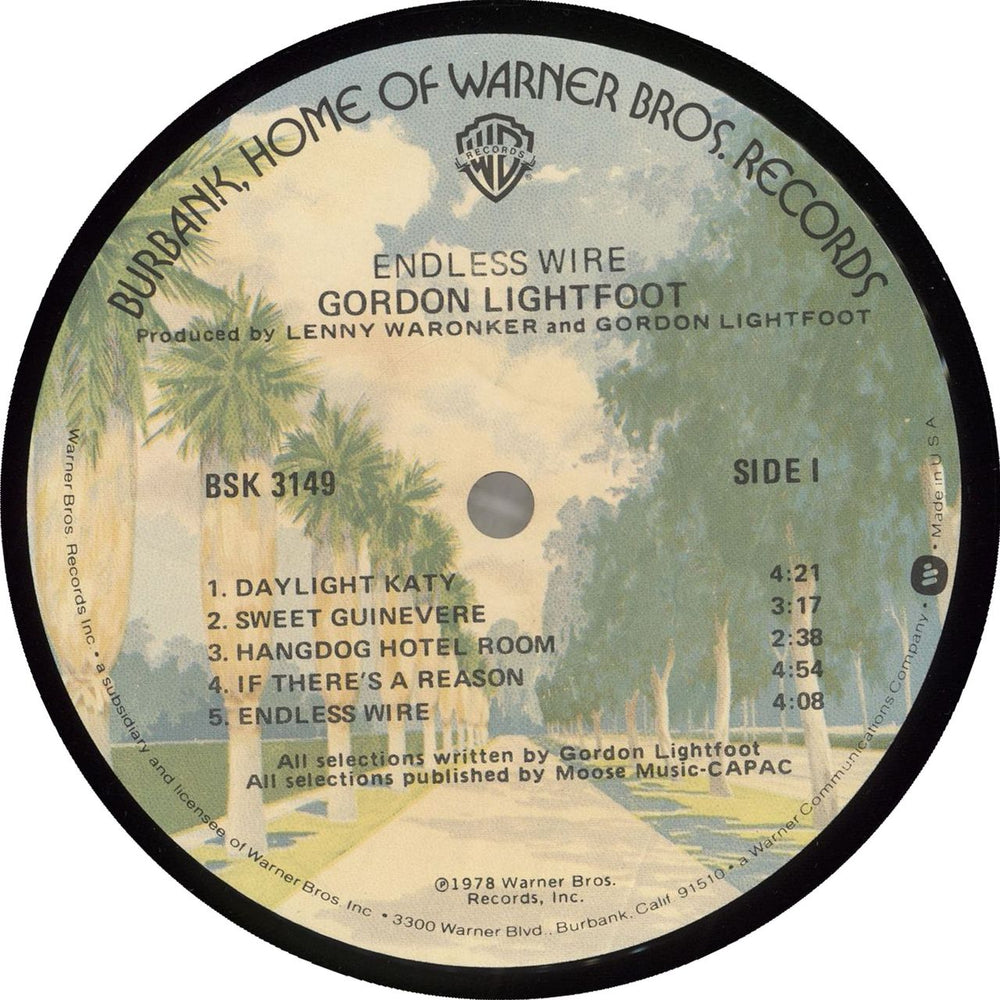 BURBANK, HOME OF WARNER BROS. RECORDS
W
RECORDS
®
ENDLESS WIRE
GORDON LIGHTFOOT
Produced by LENNY WARONKER and GORDON LIGHTFOOT
BSK 3149 SIDE I
1. DAYLIGHT KATY 4:21
2. SWEET GUINEVERE 3:17
3. HANGDOG HOTEL ROOM 2:38
4. IF THERE'S A REASON 4:54
5. ENDLESS WIRE 4:08
All selections written by Gordon Lightfoot
All selections published by Moose Music-CAPAC
℗1978 Warner Bros.
Records, Inc.
Warner Bros. Records Inc. • a subsidiary and licensee of Warner Bros. Inc. • 3300 Warner Blvd., Burbank, Calif. 91510 • a Warner Communications Company • Made in U S A